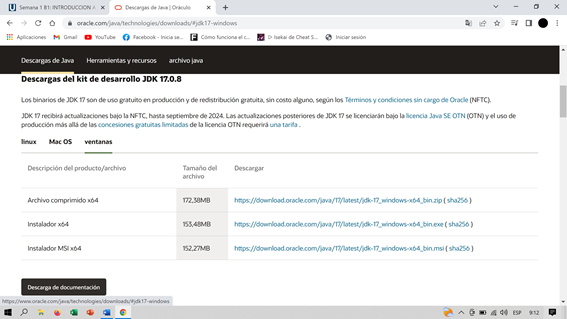 Semana 1 B1: INTRODUCCION A
Descargas de Java | Oráculo
oracle.com/java/technologies/downloads/#jdk17-windows
Aplicaciones
Gmail
YouTube
Facebook - Inicia se...
Cómo funciona el c...
Isekai de Cheat S...
Iniciar sesión
Descargas de Java
Herramientas y recursos
archivo java
Descargas del kit de desarrollo JDK 17.0.8
Los binarios de JDK 17 son de uso gratuito en producción y de redistribución gratuita, sin costo alguno, según los Términos y condiciones sin cargo de Oracle (NFTC).
JDK 17 recibirá actualizaciones bajo la NFTC, hasta septiembre de 2024. Las actualizaciones posteriores de JDK 17 se licenciarán bajo la licencia Java SE OTN (OTN) y el uso de
producción más allá de las concesiones gratuitas limitadas de la licencia OTN requerirá una tarifa .
linux
Mac OS
ventanas
Descripción del producto/archivo
Tamaño del
archivo
Descargar
Archivo comprimido x64
172,38MB
https://download.oracle.com/java/17/latest/jdk-17_windows-x64_bin.zip ( sha256 )
Instalador x64
153,48MB
https://download.oracle.com/java/17/latest/jdk-17_windows-x64_bin.exe ( sha256 )
Instalador MSI x64
152,27MB
https://download.oracle.com/java/17/latest/jdk-17_windows-x64_bin.msi ( sha256 )
Descarga de documentación
https://www.oracle.com/java/technologies/downloads/#jdk17-windows
ESP
9:12